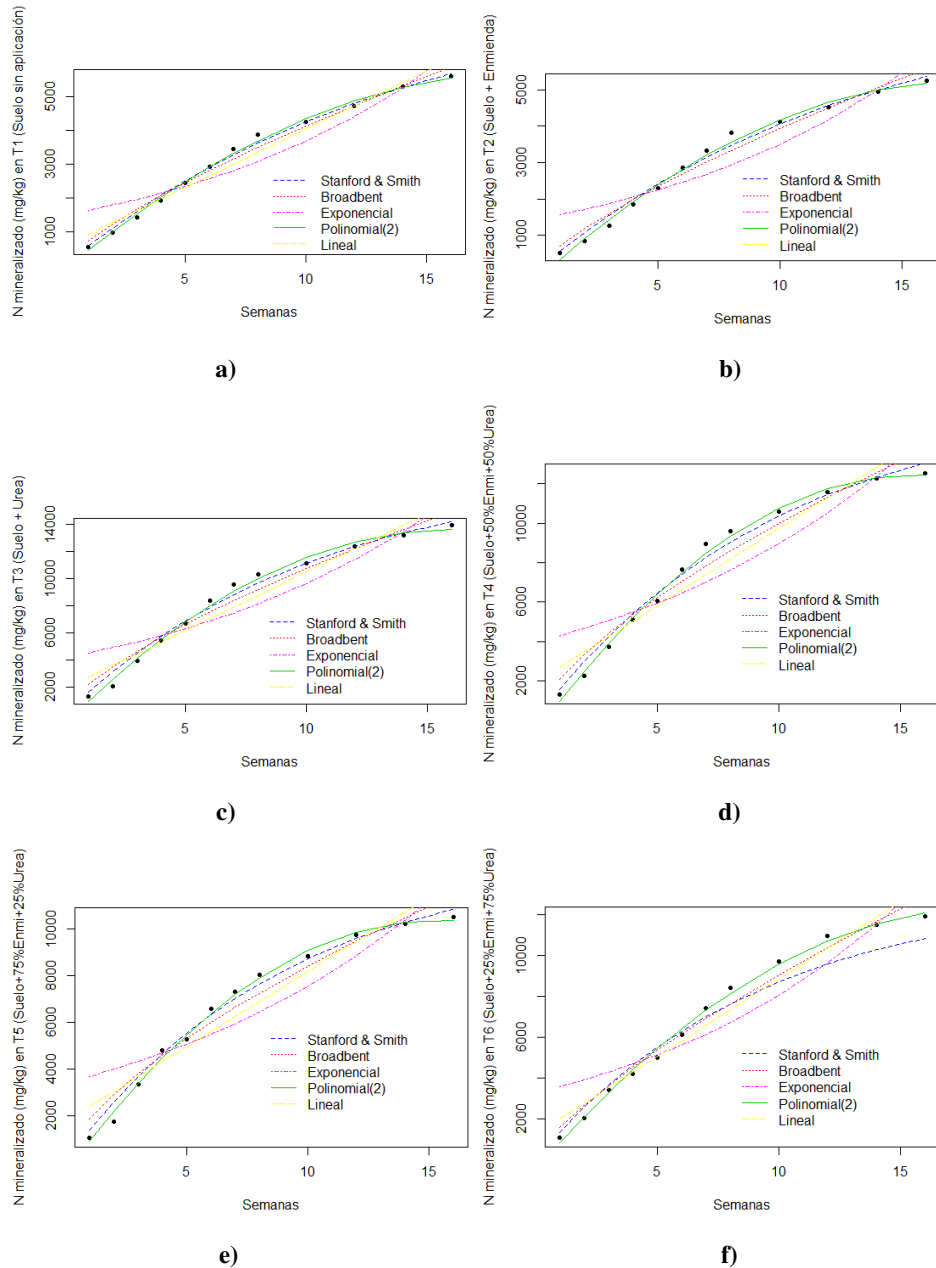 N mineralizado (mg/kg) en T1 (Suelo sin aplicación)
1000
3000
5000
Stanford & Smith
Broadbent
Exponencial
Polinomial(2)
Lineal
5
10
15
Semanas
a)
N mineralizado (mg/kg) en T2 (Suelo + Enmienda)
1000
3000
5000
Stanford & Smith
Broadbent
Exponencial
Polinomial(2)
Lineal
5
10
15
Semanas
b)
N mineralizado (mg/kg) en T3 (Suelo + Urea)
2000
6000
10000
14000
Stanford & Smith
Broadbent
Exponencial
Polinomial(2)
Lineal
5
10
15
Semanas
c)
N mineralizado (mg/kg) en T4 (Suelo+50%Enmi+50%Urea)
2000
6000
10000
Stanford & Smith
Broadbent
Exponencial
Polinomial(2)
Lineal
5
10
15
Semanas
d)
N mineralizado (mg/kg) en T5 (Suelo+75%Enmi+25%Urea)
2000
4000
6000
8000
10000
Stanford & Smith
Broadbent
Exponencial
Polinomial(2)
Lineal
5
10
15
Semanas
e)
N mineralizado (mg/kg) en T6 (Suelo+25%Enmi+75%Urea)
2000
6000
10000
Stanford & Smith
Broadbent
Exponencial
Polinomial(2)
Lineal
5
10
15
Semanas
f)